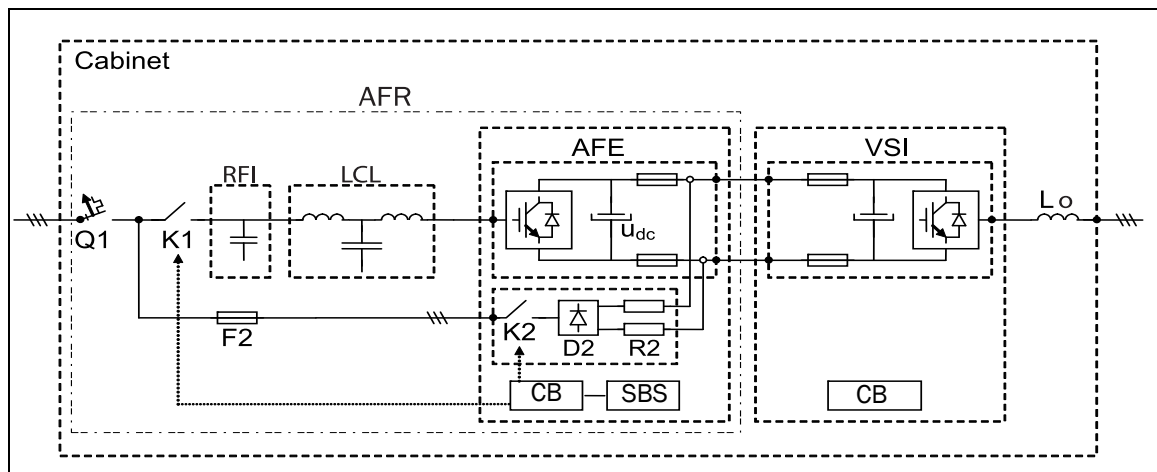 Cabinet
AFR
AFE
VSI
RFI
LCL
Lo
Q1
K1
udc
F2
K2
D2
R2
CB
SBS
CB